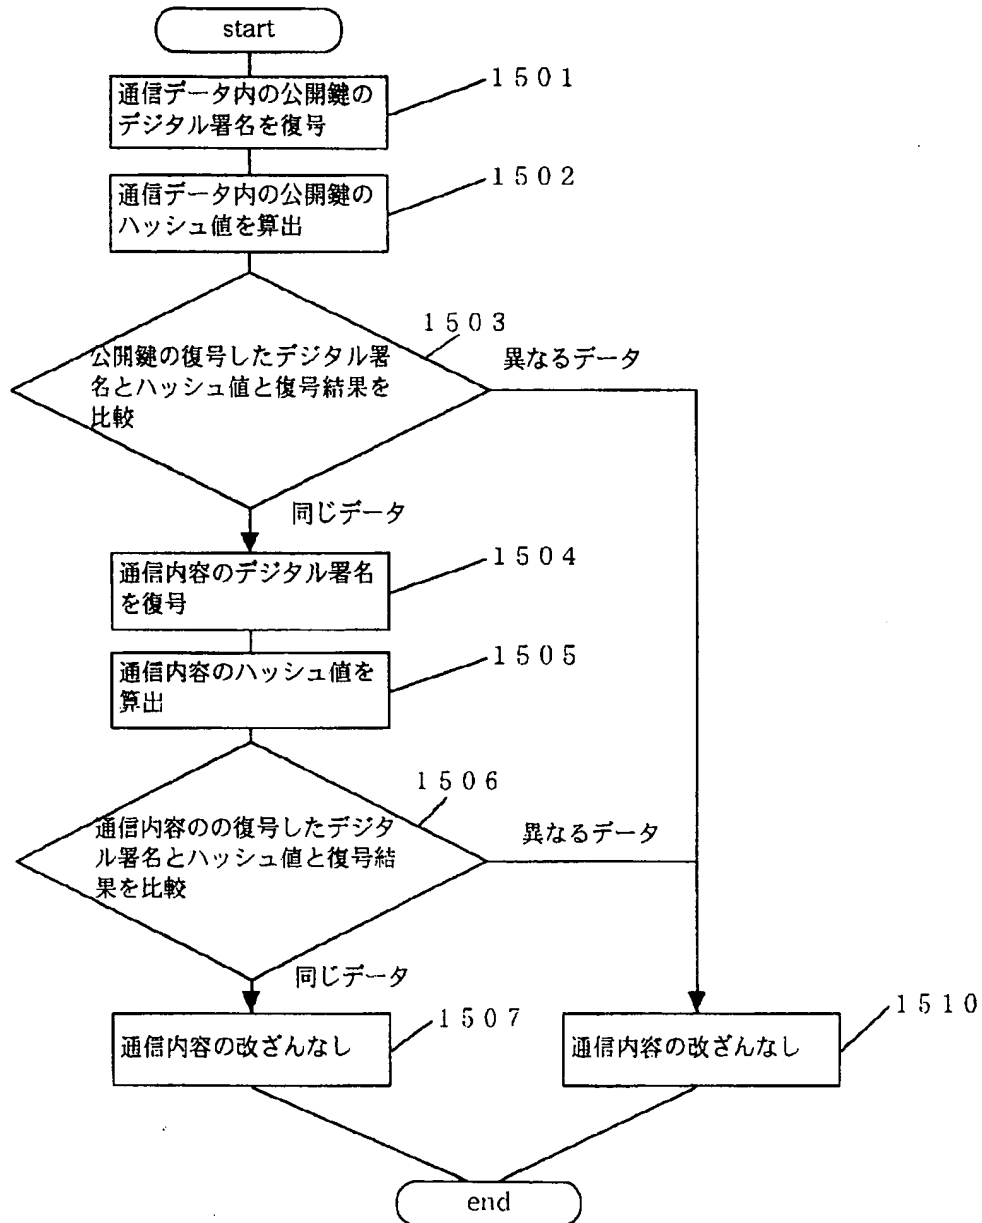 start
通信データ内の公開鍵の
デジタル署名を復号
1501
通信データ内の公開鍵の
ハッシュ値を算出
1502
1503
公開鍵の復号したデジタル署
名とハッシュ値と復号結果を
比較
異なるデータ
同じデータ
通信内容のデジタル署名
を復号
1504
通信内容のハッシュ値を
算出
1505
1506
通信内容のの復号したデジタ
ル署名とハッシュ値と復号結
果を比較
異なるデータ
同じデータ
通信内容の改ざんなし
1507
通信内容の改ざんなし
1510
end